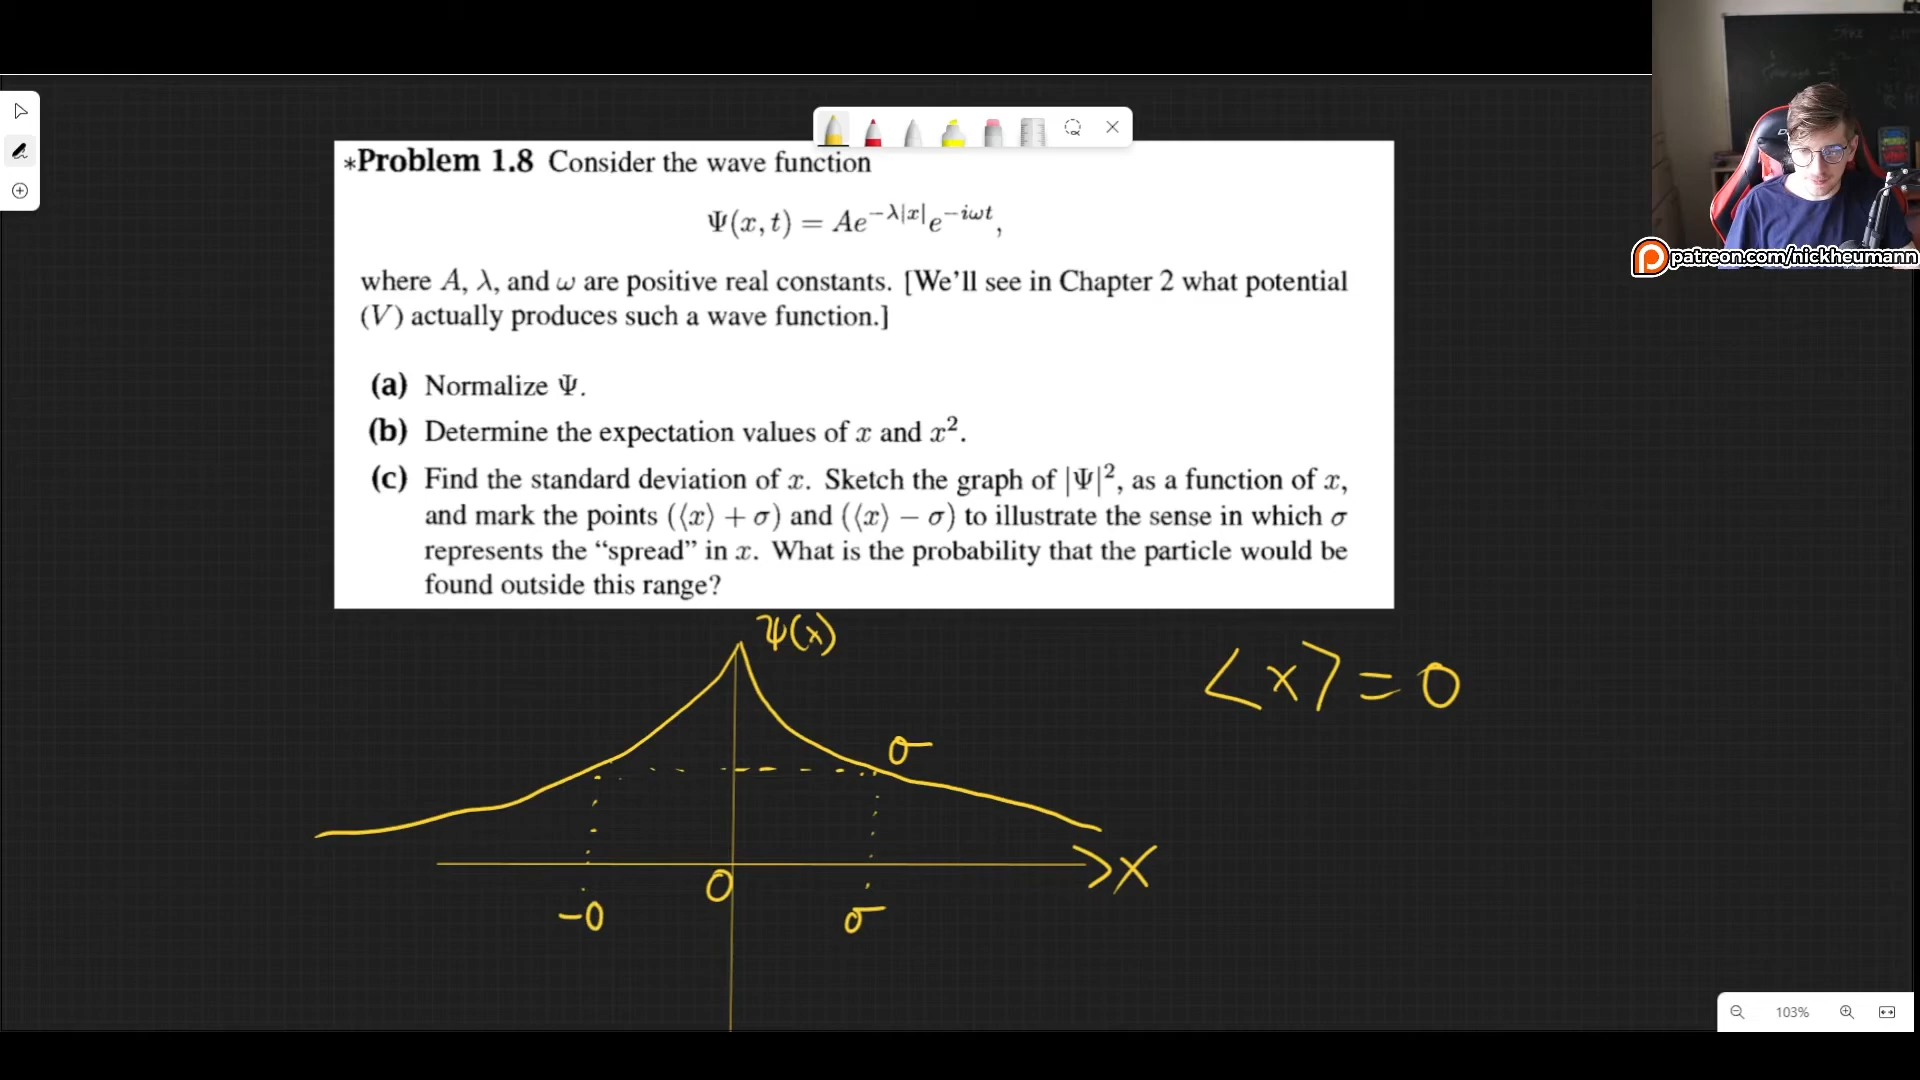 patreon.com/nickheumann
*Problem 1.8 Consider the wave function
Ψ(x, t) = Ae^{−λ|x|}e^{−iωt},
where A, λ, and ω are positive real constants. [We'll see in Chapter 2 what potential
(V) actually produces such a wave function.]
(a) Normalize Ψ.
(b) Determine the expectation values of x and x².
(c) Find the standard deviation of x. Sketch the graph of |Ψ|², as a function of x,
and mark the points (⟨x⟩ + σ) and (⟨x⟩ − σ) to illustrate the sense in which σ
represents the “spread” in x. What is the probability that the particle would be
found outside this range?
Ψ(x)
<x> = 0
σ
x
0
-σ
σ
103%